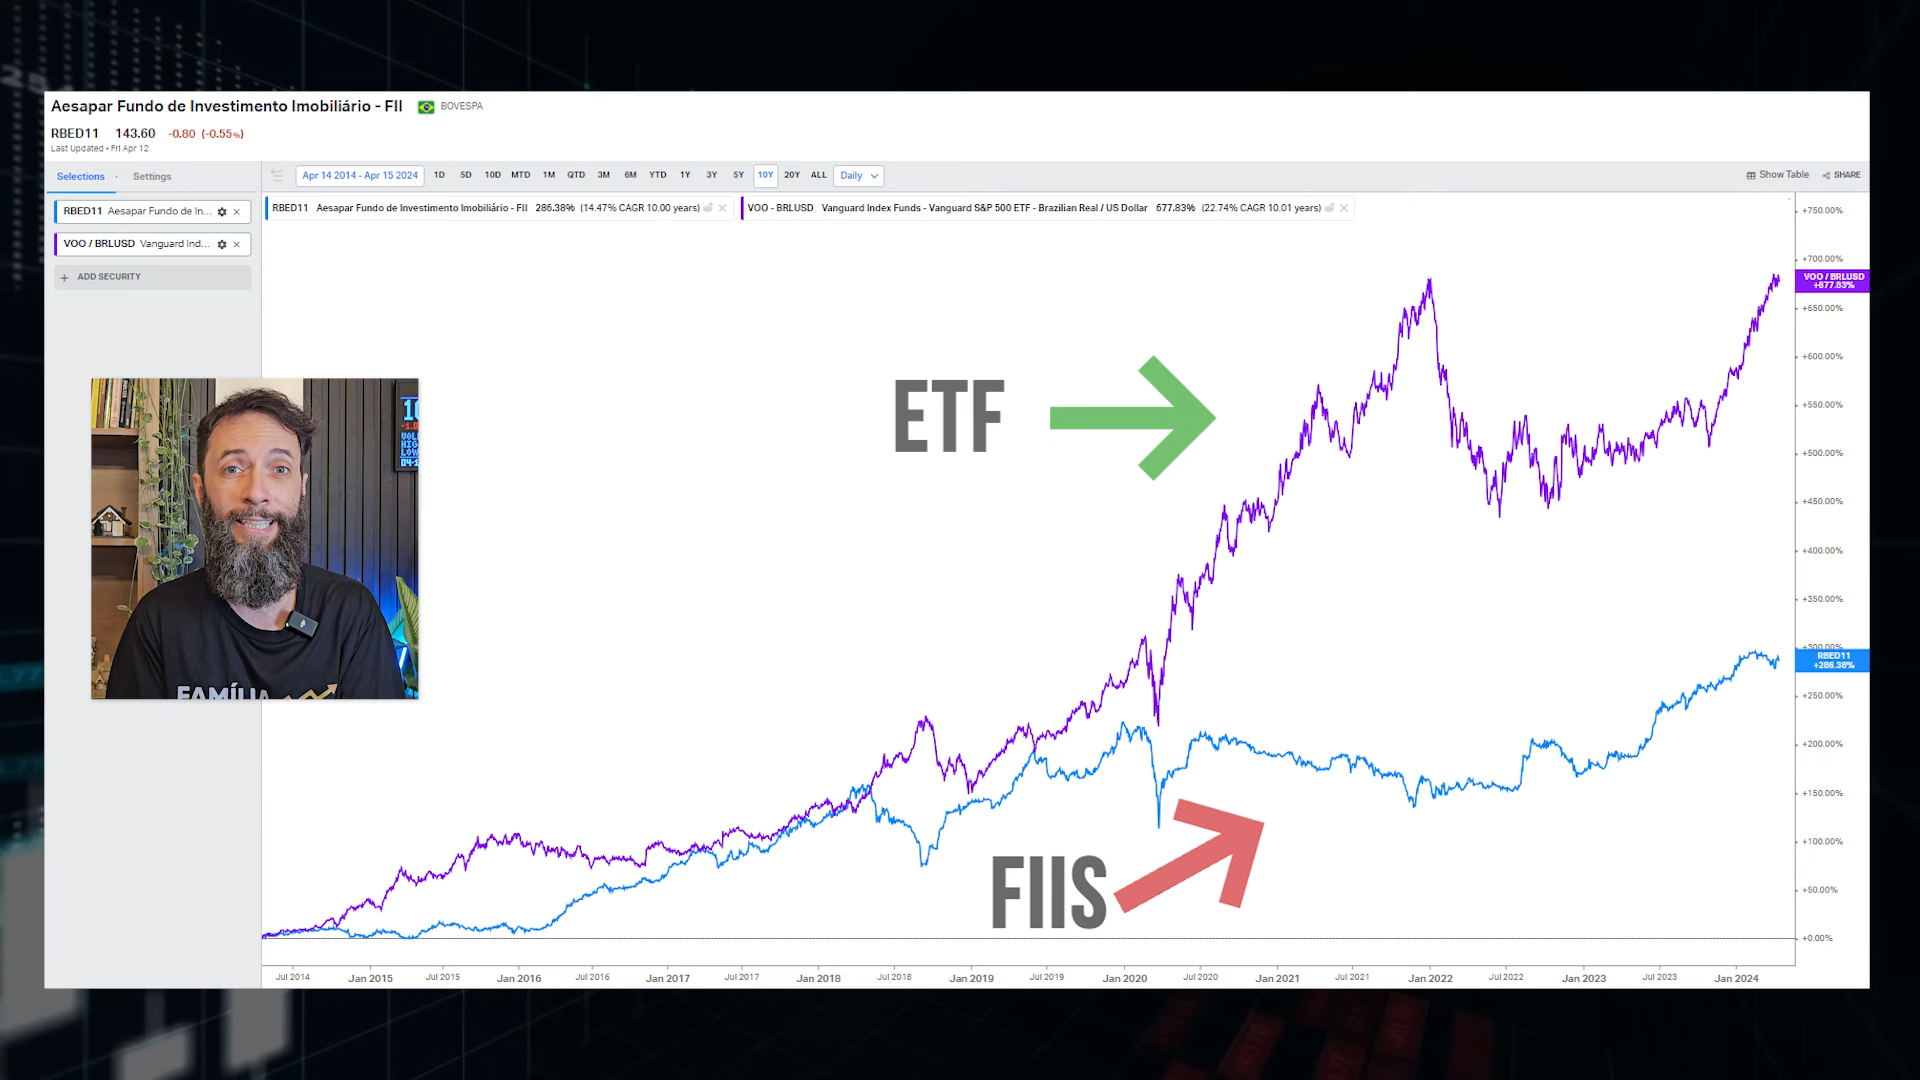 Aesapar Fundo de Investimento Imobiliário - FII BOVESPA
RBED11 143.60 -0.80 (-0.55%)
Last Updated • Fri Apr 12
Selections · Settings
Apr 14 2014 - Apr 15 2024 1D 5D 10D MTD 1M QTD 3M 6M YTD 1Y 3Y 5Y 10Y 20Y ALL Daily Show Table SHARE
RBED11 Aesapar Fundo de In...
RBED11 Aesapar Fundo de Investimento Imobiliário - FII 286.38% (14.47% CAGR 10.00 years)
VOO - BRLUSD Vanguard Index Funds - Vanguard S&P 500 ETF - Brazilian Real / US Dollar 677.83% (22.74% CAGR 10.01 years)
VOO / BRLUSD Vanguard Ind...
+ ADD SECURITY
+750.00%
+700.00%
VOO / BRLUSD
+677.83%
+650.00%
+600.00%
+550.00%
+500.00%
+450.00%
+400.00%
+350.00%
+300.00%
RBED11
+286.38%
+250.00%
+200.00%
+150.00%
+100.00%
+50.00%
+0.00%
ETF
FIIS
FAMÍLIA
Jul 2014 Jan 2015 Jul 2015 Jan 2016 Jul 2016 Jan 2017 Jul 2017 Jan 2018 Jul 2018 Jan 2019 Jul 2019 Jan 2020 Jul 2020 Jan 2021 Jul 2021 Jan 2022 Jul 2022 Jan 2023 Jul 2023 Jan 2024